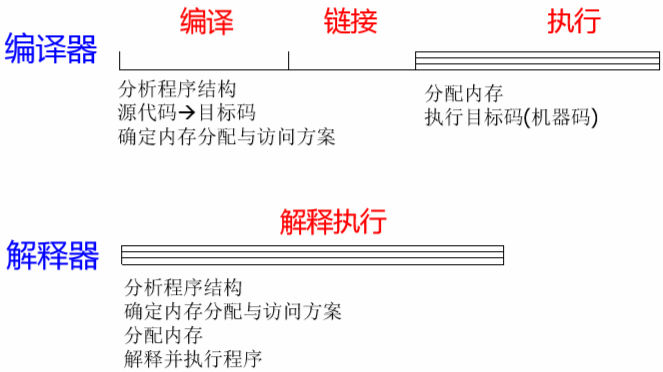 编译 链接 执行
编译器
分析程序结构
源代码→目标码
确定内存分配与访问方案
分配内存
执行目标码(机器码)
解释执行
解释器
分析程序结构
确定内存分配与访问方案
分配内存
解释并执行程序